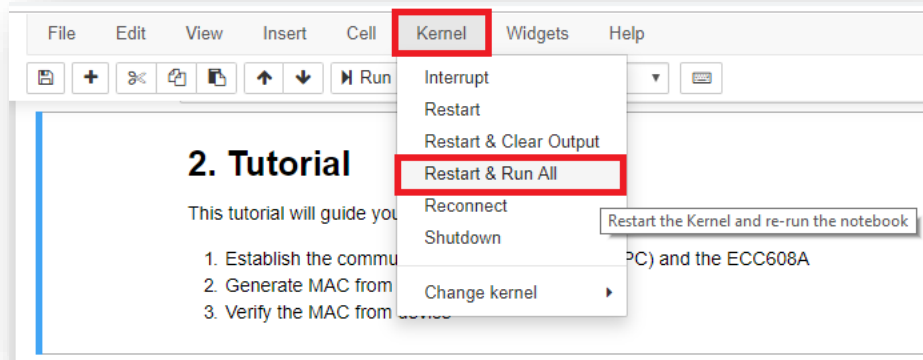 File Edit View Insert Cell Kernel Widgets Help
Run
Interrupt
Restart
Restart & Clear Output
Restart & Run All
Reconnect
Shutdown
Change kernel
Restart the Kernel and re-run the notebook
2. Tutorial
This tutorial will guide you
1. Establish the commu PC) and the ECC608A
2. Generate MAC from
3. Verify the MAC from device